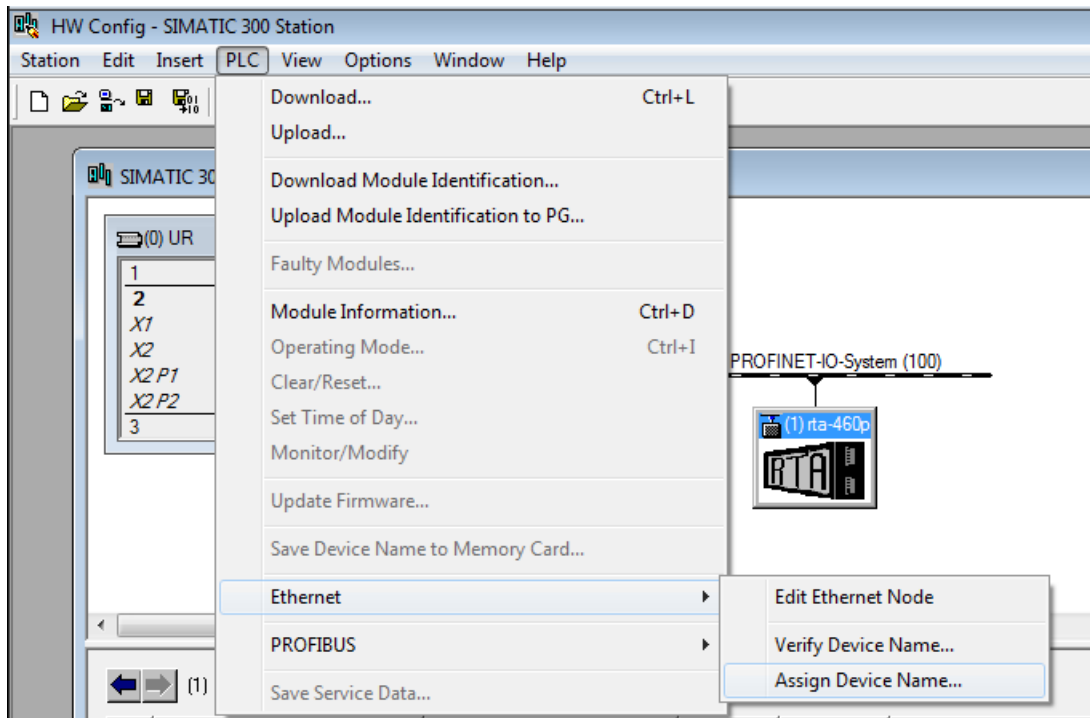 HW Config - SIMATIC 300 Station
Station Edit Insert PLC View Options Window Help
Download... Ctrl+L
Upload...
SIMATIC 30
Download Module Identification...
Upload Module Identification to PG...
(0) UR
Faulty Modules...
1
2
Module Information... Ctrl+D
X1
X2
Operating Mode... Ctrl+I
PROFINET-IO-System (100)
X2 P1
Clear/Reset...
X2 P2
Set Time of Day...
3
(1) rta-460p
Monitor/Modify
RTA
Update Firmware...
Save Device Name to Memory Card...
Ethernet
Edit Ethernet Node
PROFIBUS
Verify Device Name...
(1)
Save Service Data...
Assign Device Name...